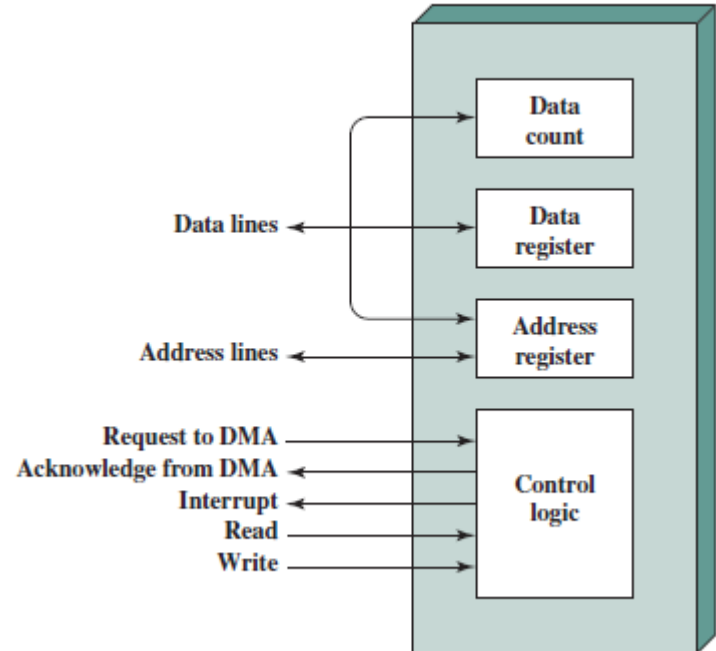 Data
count
Data lines
Data
register
Address lines
Address
register
Request to DMA
Acknowledge from DMA
Interrupt
Read
Write
Control
logic